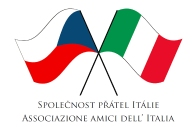 Společnost přátel Itálie
Associazione amici dell' Italia